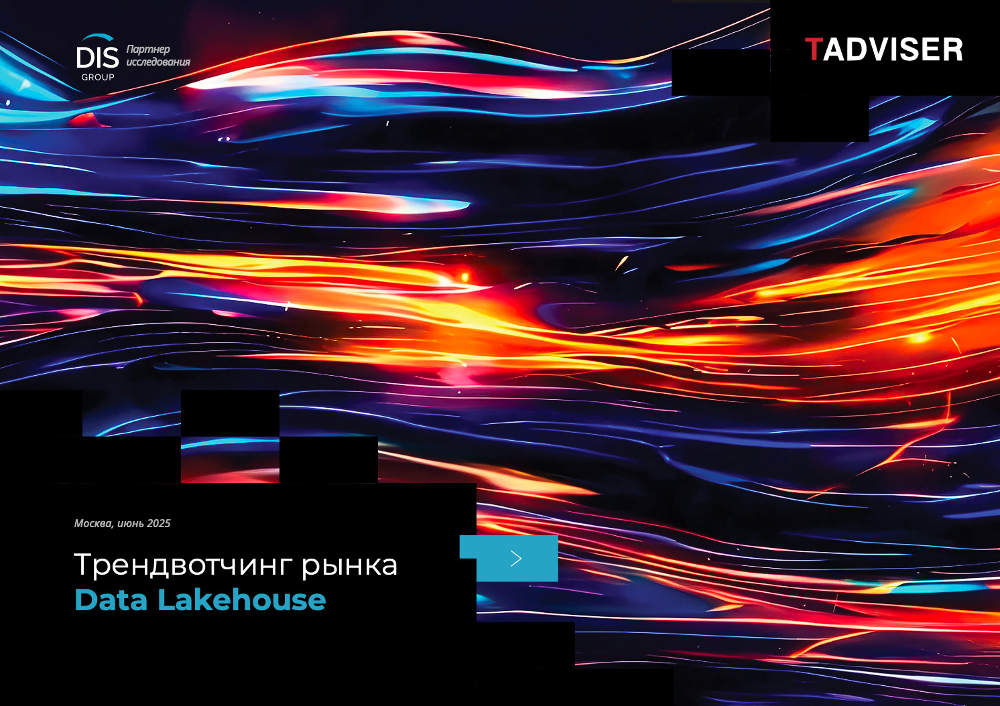 DIS
GROUP
Партнер
исследования
TADVISER
Москва, июнь 2025
Трендвотчинг рынка
Data Lakehouse